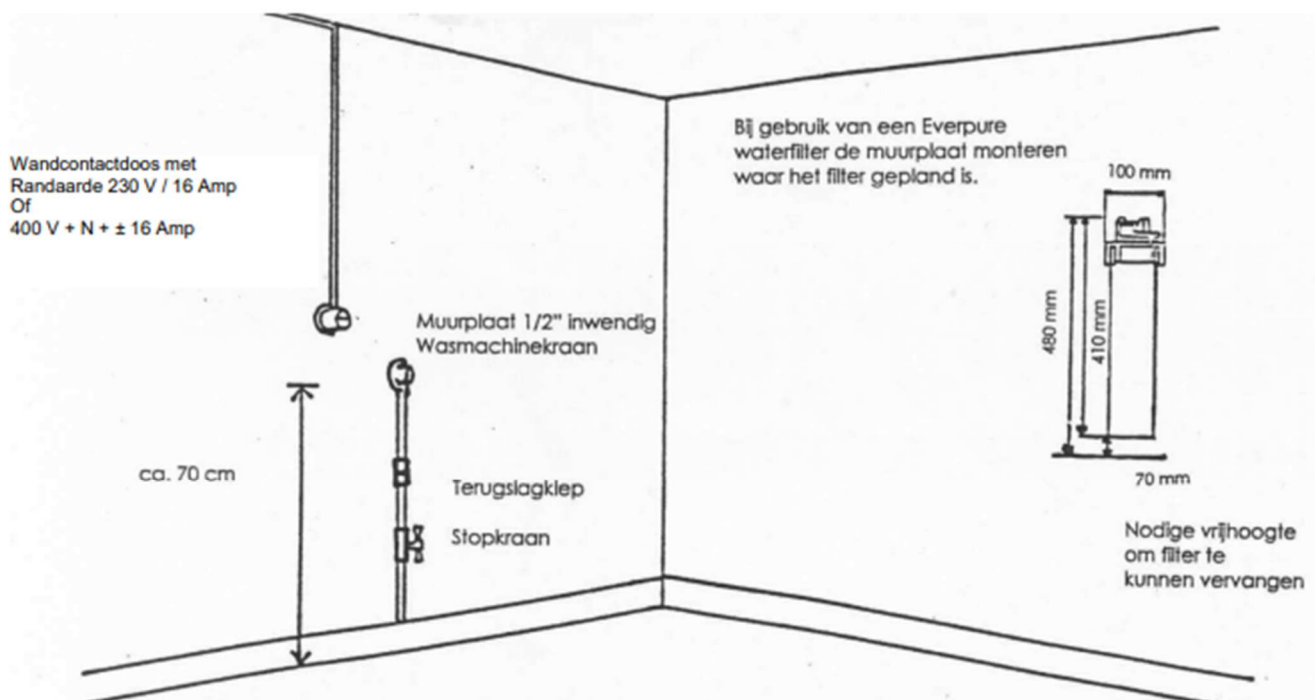 Wandcontactdoos met
Randaarde 230 V / 16 Amp
Of
400 V + N + ± 16 Amp
Bij gebruik van een Everpure
waterfilter de muurplaat monteren
waar het filter gepland is.
100 mm
480 mm
410 mm
70 mm
Muurplaat 1/2" inwendig
Wasmachinekraan
ca. 70 cm
Terugslagklep
Stopkraan
Nodige vrijhoogte
om filter te
kunnen vervangen